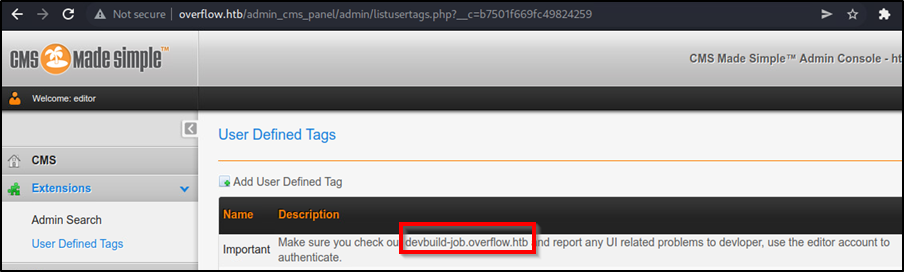 Not secure | overflow.htb/admin_cms_panel/admin/listusertags.php?__c=b7501f669fc49824259
CMS MADE SIMPLE™
CMS Made Simple™ Admin Console - ht
Welcome: editor
User Defined Tags
CMS
Extensions
Add User Defined Tag
Admin Search
Name Description
User Defined Tags
Important Make sure you check ou devbuild-job.overflow.htb and report any UI related problems to devloper, use the editor account to
authenticate.